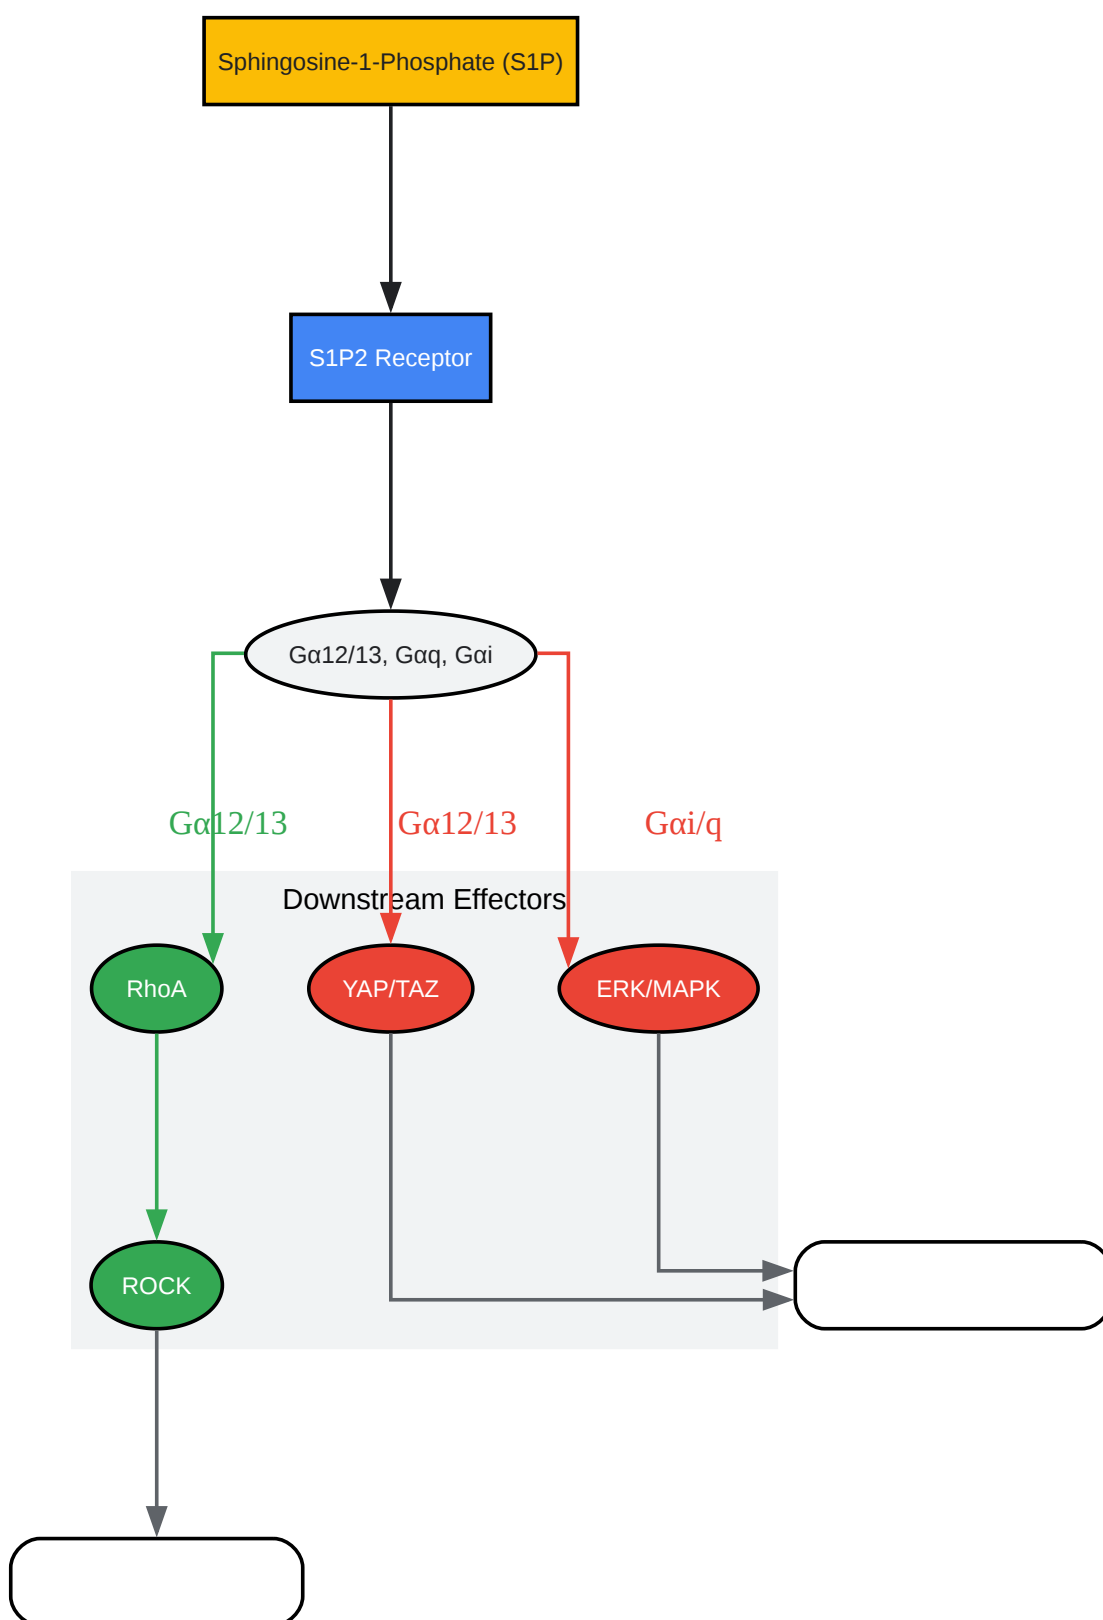 Sphingosine-1-Phosphate (S1P)
S1P2 Receptor
Gα12/13, Gαq, Gαi
Gα12/13
Gα12/13
Gαi/q
Downstream Effectors
RhoA
YAP/TAZ
ERK/MAPK
ROCK